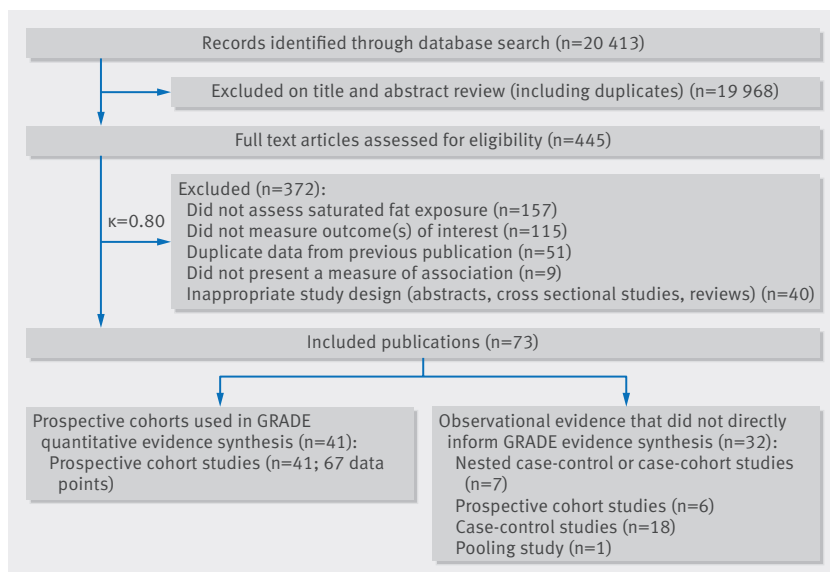 Records identified through database search (n=20 413)
Excluded on title and abstract review (including duplicates) (n=19 968)
Full text articles assessed for eligibility (n=445)
κ=0.80
Excluded (n=372):
Did not assess saturated fat exposure (n=157)
Did not measure outcome(s) of interest (n=115)
Duplicate data from previous publication (n=51)
Did not present a measure of association (n=9)
Inappropriate study design (abstracts, cross sectional studies, reviews) (n=40)
Included publications (n=73)
Prospective cohorts used in GRADE
quantitative evidence synthesis (n=41):
Prospective cohort studies (n=41; 67 data
points)
Observational evidence that did not directly
inform GRADE evidence synthesis (n=32):
Nested case-control or case-cohort studies
(n=7)
Prospective cohort studies (n=6)
Case-control studies (n=18)
Pooling study (n=1)